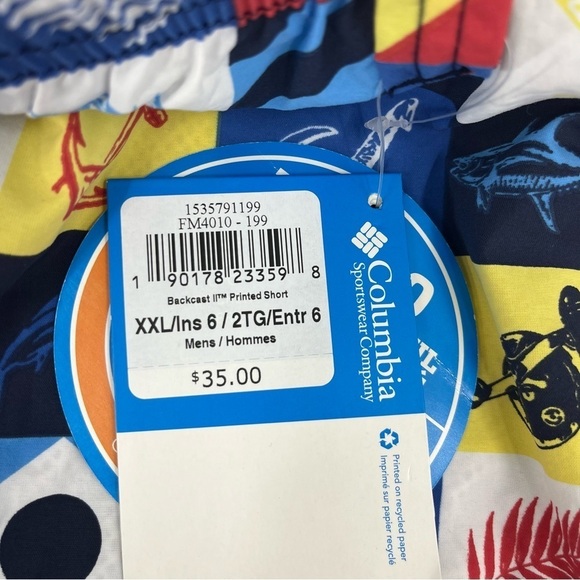 1535791199
FM4010 - 199
1 90178 23359 8
Backcast II™ Printed Short
XXL/Ins 6 / 2TG/Entr 6
Mens / Hommes
$35.00
Columbia
Sportswear Company
Printed on recycled paper
Imprimé sur papier recyclé